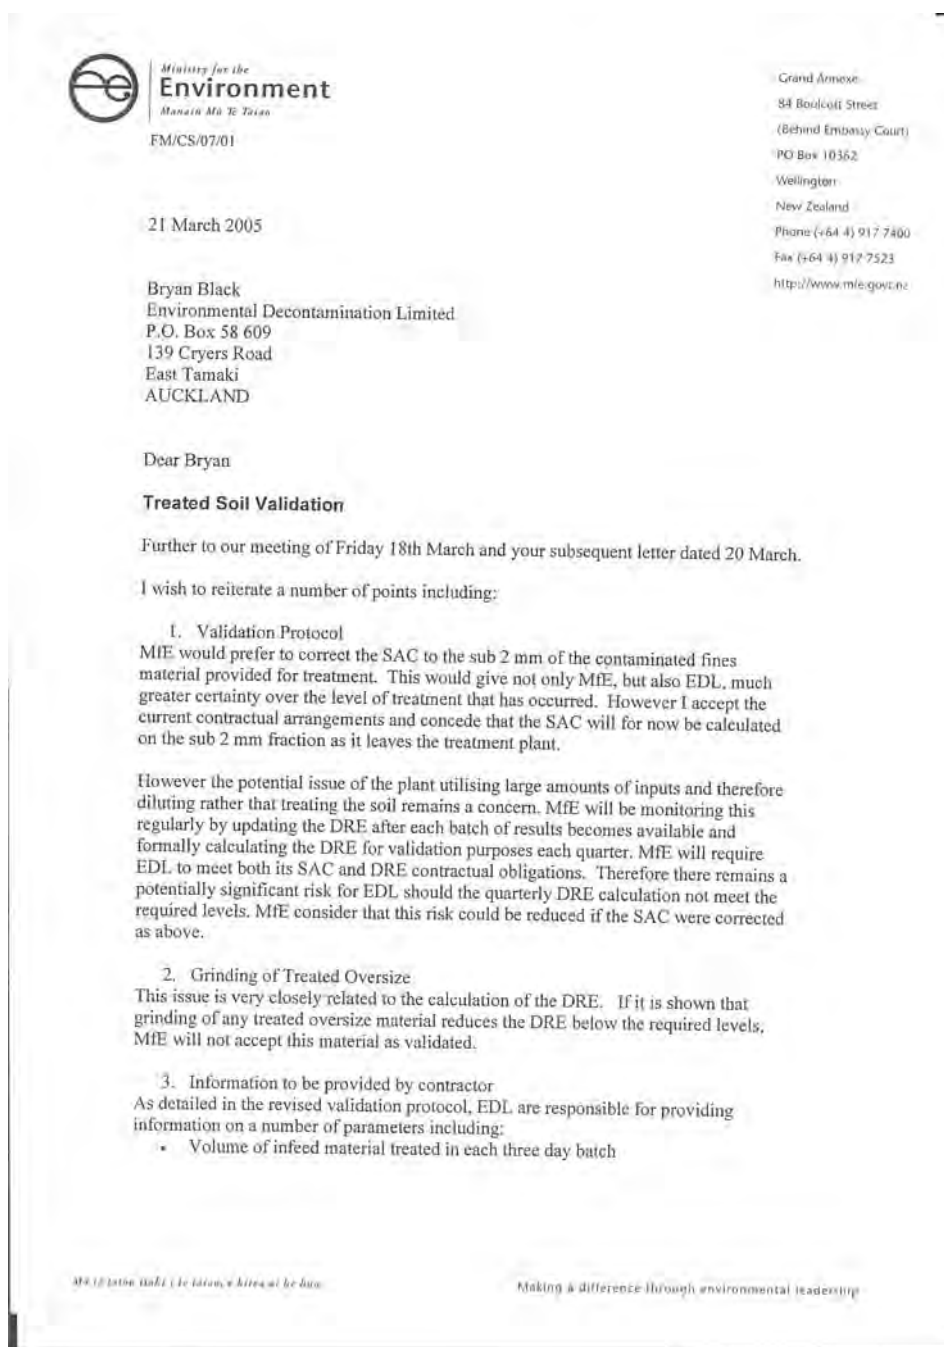 Ministry for the
Environment
Manatū Mō Te Taiao
FM/CS/07/01
Grand Annexe
84 Boulcott Street
(Behind Embassy Court)
PO Box 10362
Wellington
New Zealand
Phone (+64 4) 917 7400
Fax (+64 4) 917 7523
http://www.mfe.govt.nz
21 March 2005
Bryan Black
Environmental Decontamination Limited
P.O. Box 58 609
139 Cryers Road
East Tamaki
AUCKLAND
Dear Bryan
Treated Soil Validation
Further to our meeting of Friday 18th March and your subsequent letter dated 20 March.
I wish to reiterate a number of points including:
1. Validation Protocol
MfE would prefer to correct the SAC to the sub 2 mm of the contaminated fines
material provided for treatment. This would give not only MfE, but also EDL, much
greater certainty over the level of treatment that has occurred. However I accept the
current contractual arrangements and concede that the SAC will for now be calculated
on the sub 2 mm fraction as it leaves the treatment plant.
However the potential issue of the plant utilising large amounts of inputs and therefore
diluting rather that treating the soil remains a concern. MfE will be monitoring this
regularly by updating the DRE after each batch of results becomes available and
formally calculating the DRE for validation purposes each quarter. MfE will require
EDL to meet both its SAC and DRE contractual obligations. Therefore there remains a
potentially significant risk for EDL should the quarterly DRE calculation not meet the
required levels. MfE consider that this risk could be reduced if the SAC were corrected
as above.
2. Grinding of Treated Oversize
This issue is very closely related to the calculation of the DRE. If it is shown that
grinding of any treated oversize material reduces the DRE below the required levels,
MfE will not accept this material as validated.
3. Information to be provided by contractor
As detailed in the revised validation protocol, EDL are responsible for providing
information on a number of parameters including:
• Volume of infeed material treated in each three day batch
Making a difference through environmental leadership